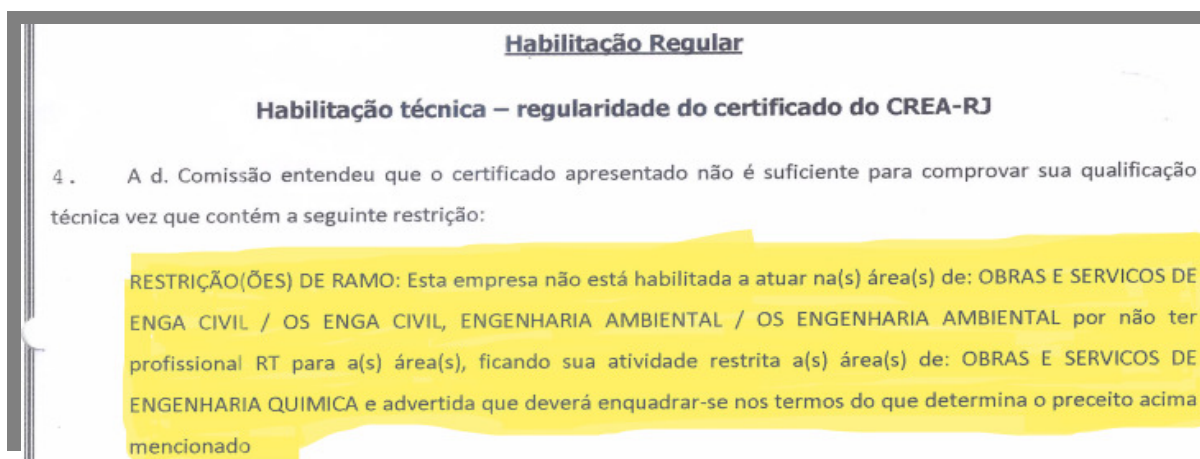 Habilitação Regular
Habilitação técnica – regularidade do certificado do CREA-RJ
4. A d. Comissão entendeu que o certificado apresentado não é suficiente para comprovar sua qualificação
técnica vez que contém a seguinte restrição:
RESTRIÇÃO(ÕES) DE RAMO: Esta empresa não está habilitada a atuar na(s) área(s) de: OBRAS E SERVICOS DE
ENGA CIVIL / OS ENGA CIVIL, ENGENHARIA AMBIENTAL / OS ENGENHARIA AMBIENTAL por não ter
profissional RT para a(s) área(s), ficando sua atividade restrita a(s) área(s) de: OBRAS E SERVICOS DE
ENGENHARIA QUIMICA e advertida que deverá enquadrar-se nos termos do que determina o preceito acima
mencionado